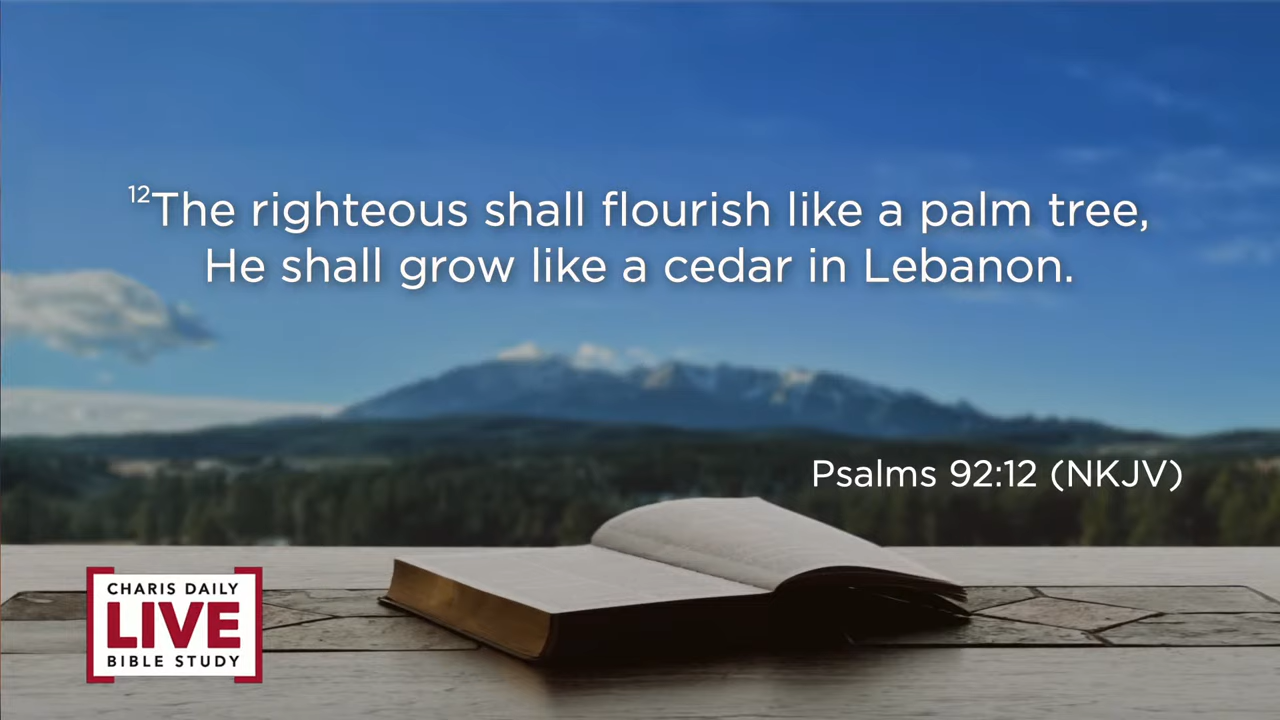 12The righteous shall flourish like a palm tree,
He shall grow like a cedar in Lebanon.
Psalms 92:12 (NKJV)
CHARIS DAILY
LIVE
BIBLE STUDY